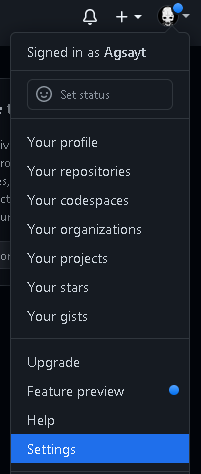 Signed in as
Set status
Your profile
Your repositories
Your codespaces
Your organizations
Your projects
Your stars
Your gists
Upgrade
Feature preview
Help
Settings